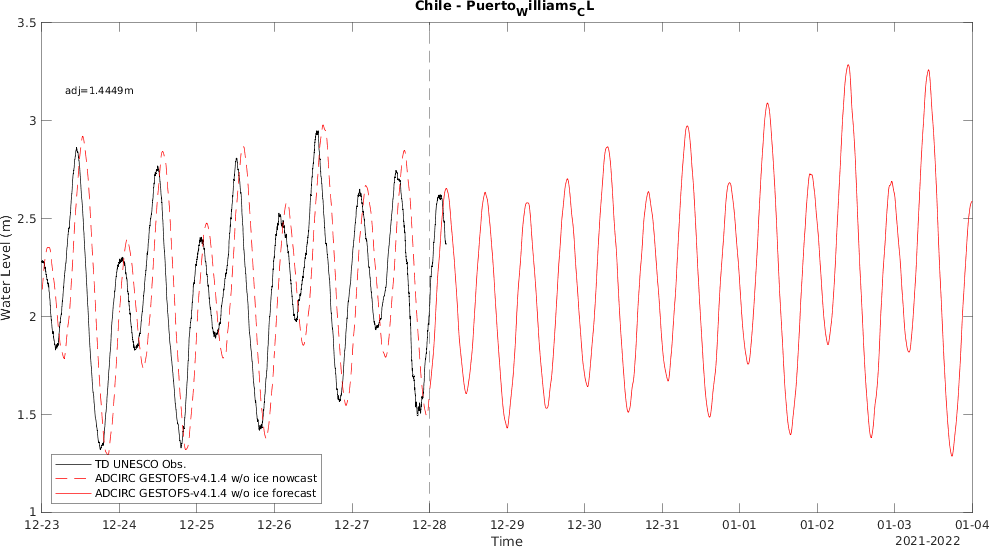 Chile - PuertoWilliamsCL
3.5
adj=1.4449m
3
2.5
Water Level (m)
2
1.5
TD UNESCO Obs.
ADCIRC GESTOFS-v4.1.4 w/o ice nowcast
ADCIRC GESTOFS-v4.1.4 w/o ice forecast
1
12-23 12-24 12-25 12-26 12-27 12-28 12-29 12-30 12-31 01-01 01-02 01-03 01-04
Time
2021-2022